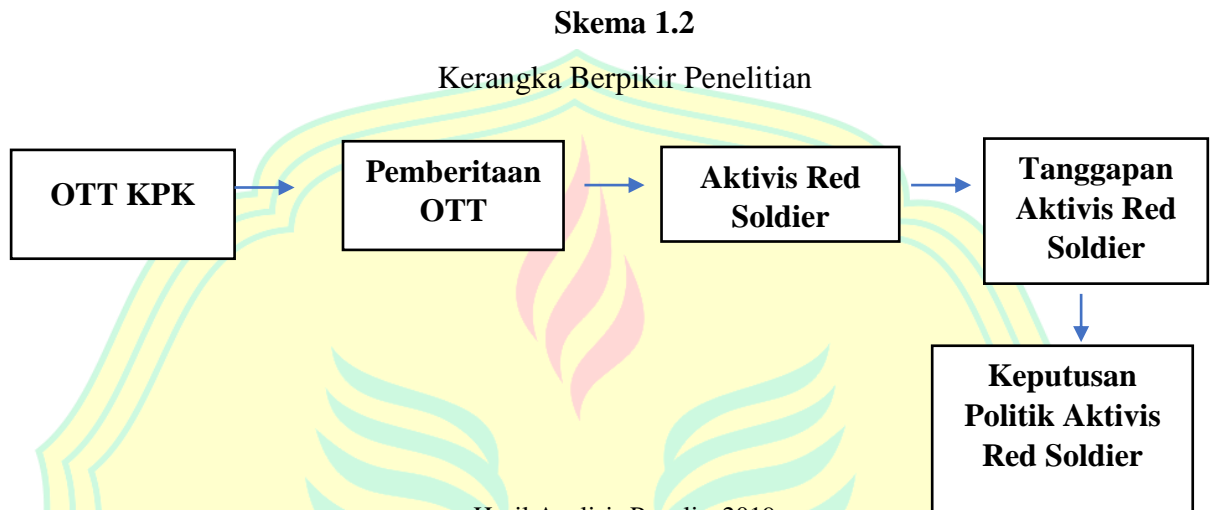 Skema 1.2
Kerangka Berpikir Penelitian
OTT KPK
Pemberitaan
OTT
Aktivis Red
Soldier
Tanggapan
Aktivis Red
Soldier
Keputusan
Politik Aktivis
Red Soldier